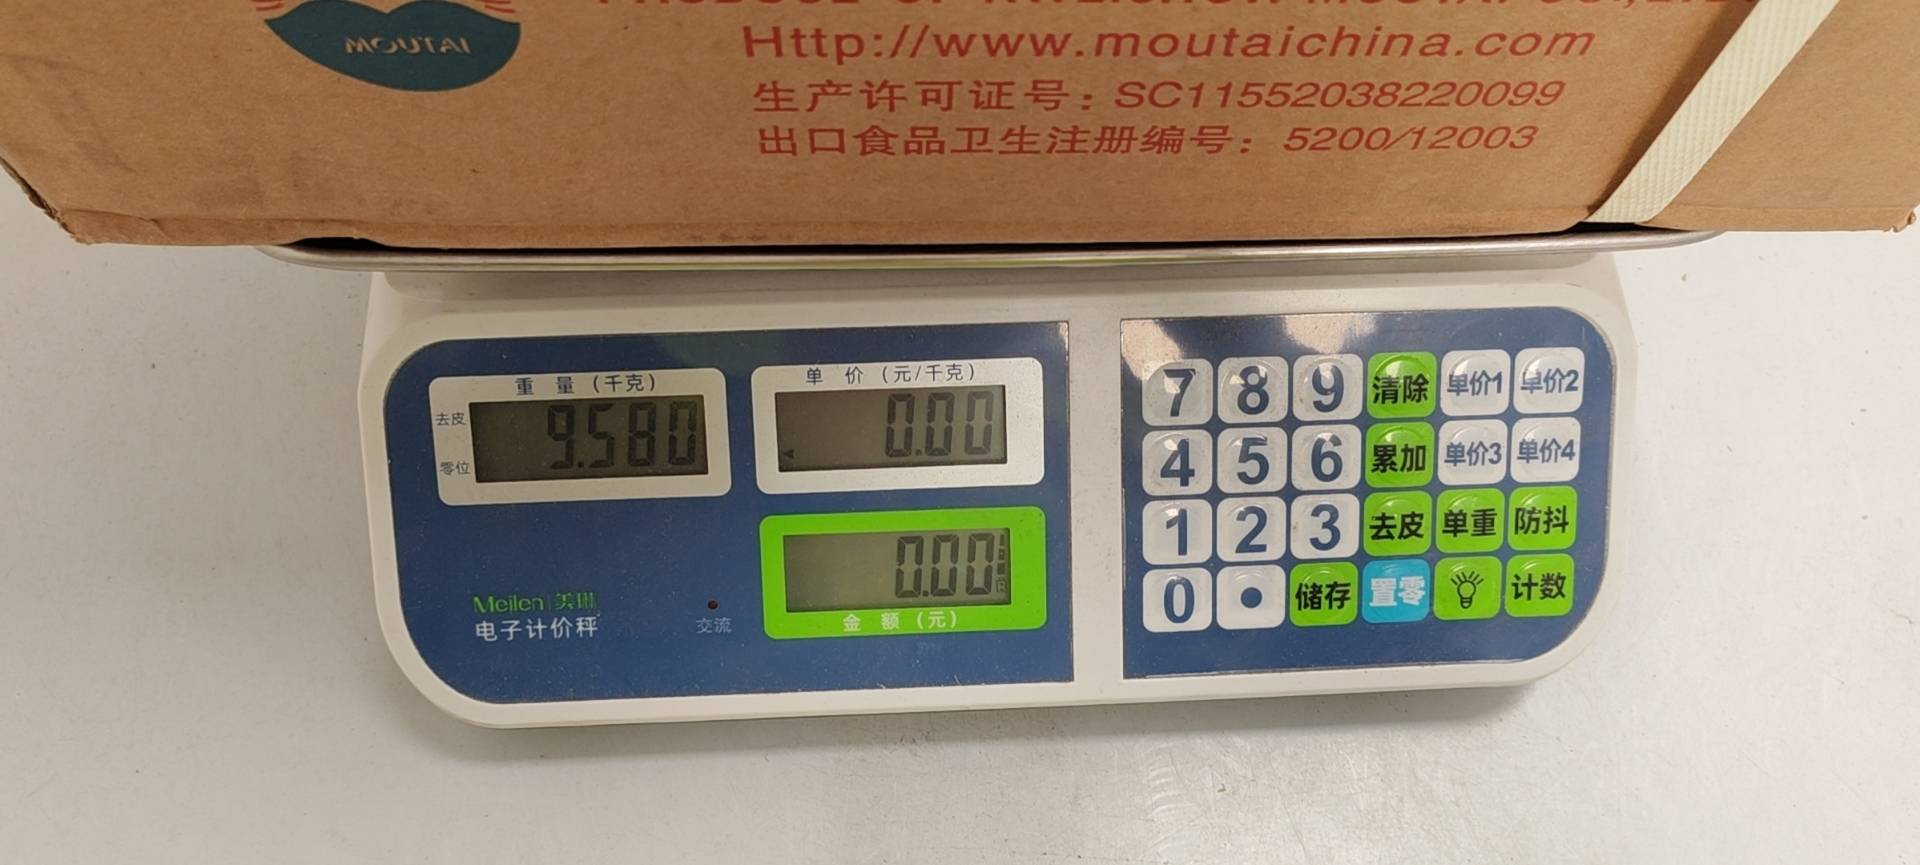 MOUTAI
Http://www.moutaichina.com
生产许可证号：SC11552038220099
出口食品卫生注册编号：5200/12003
重量（千克）
去皮
零位
9.580
单价（元/千克）
0.00
0.00
金额（元）
Meilen 美琳
电子计价秤
交流
7 8 9 清除 单价1 单价2
4 5 6 累加 单价3 单价4
1 2 3 去皮 单重 防抖
0 • 储存 置零 计数